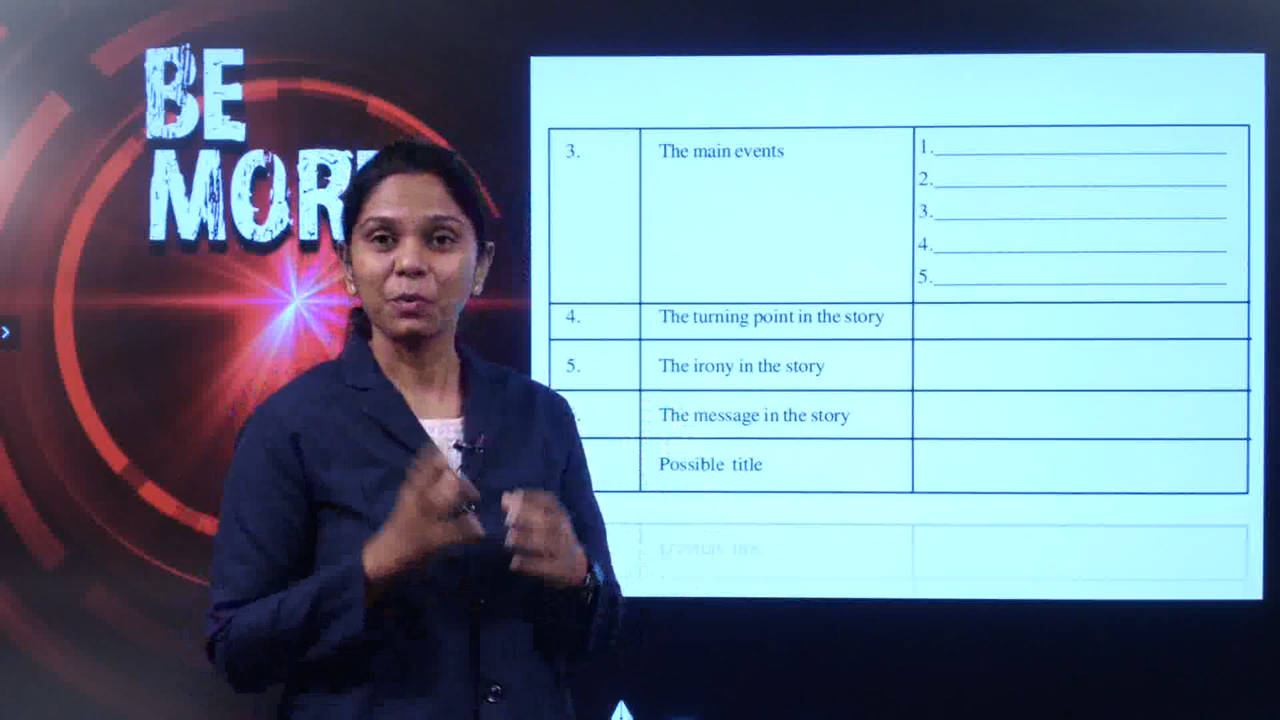 BE
MOR
3. The main events 1.
2.
3.
4.
5.
4. The turning point in the story
5. The irony in the story
The message in the story
Possible title